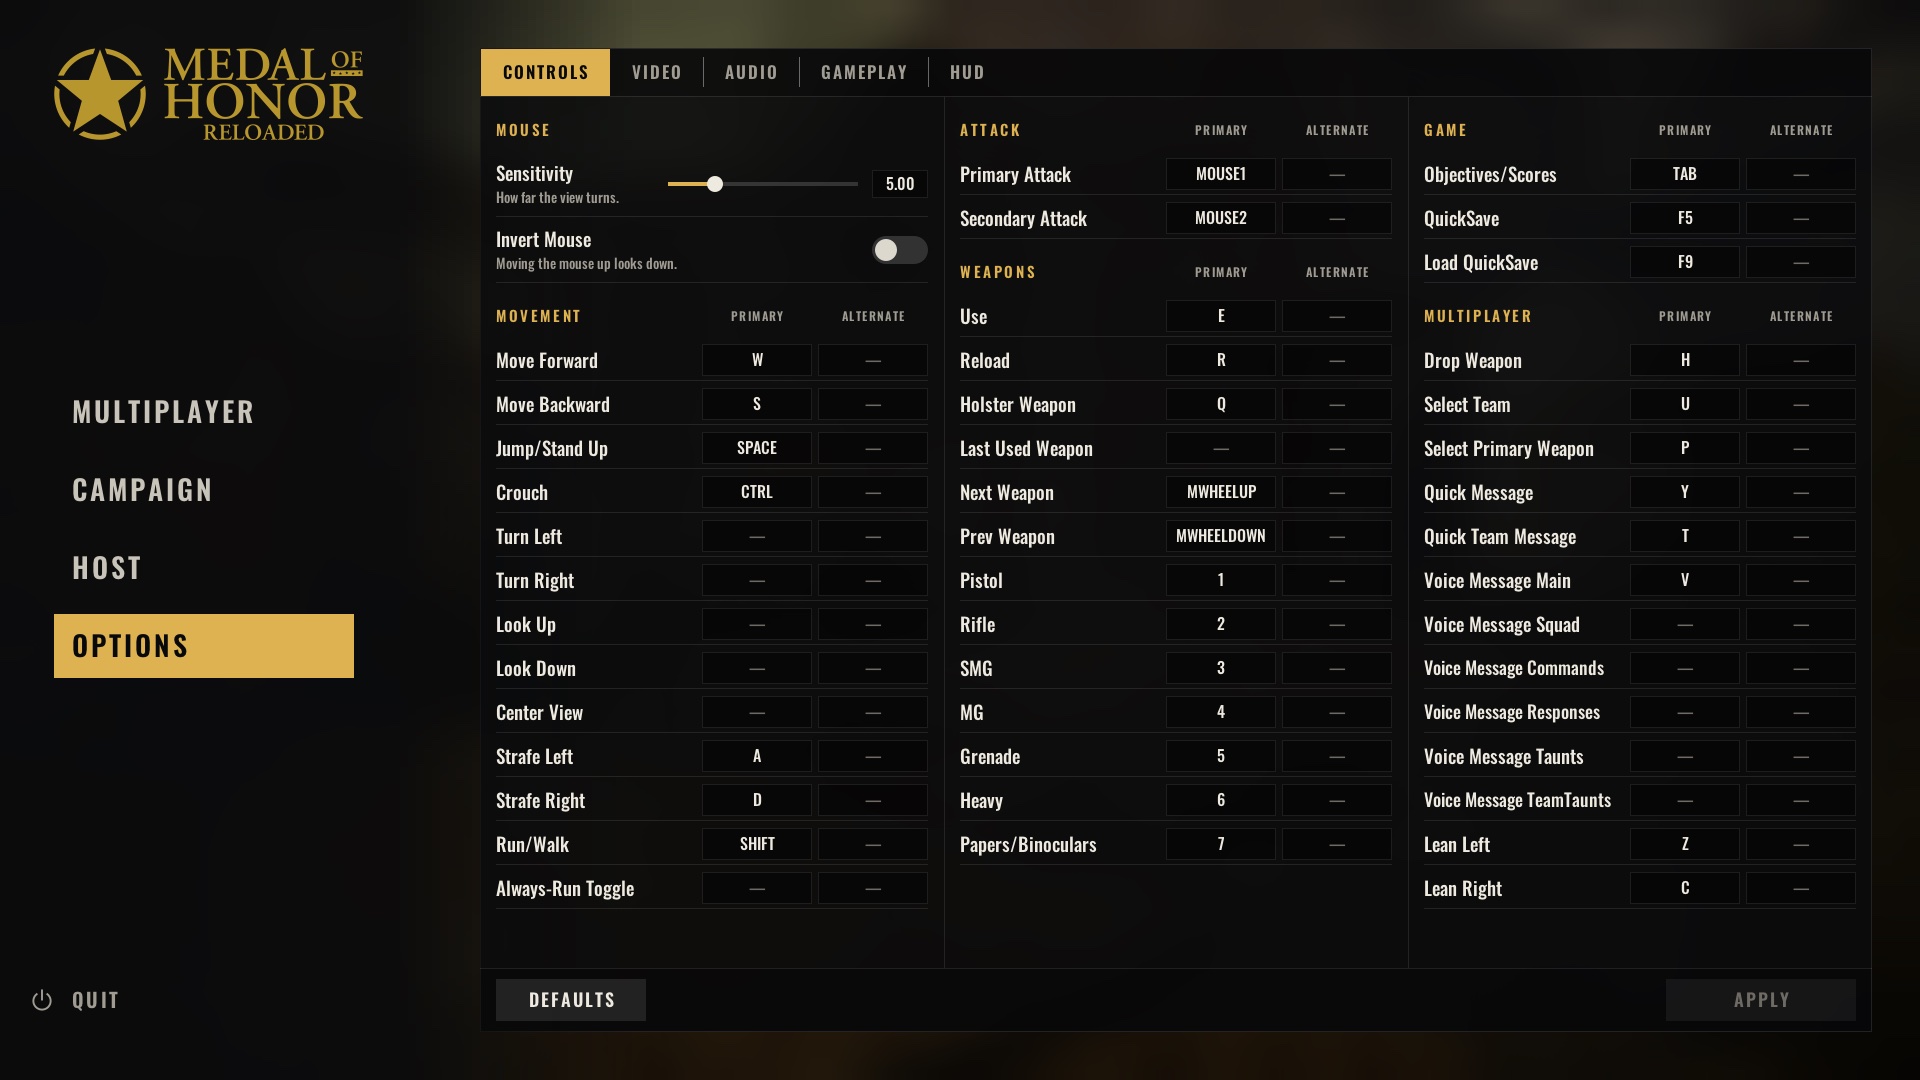 MEDAL OF
HONOR
RELOADED
MULTIPLAYER
CAMPAIGN
HOST
OPTIONS
QUIT
CONTROLS VIDEO AUDIO GAMEPLAY HUD
MOUSE
Sensitivity 5.00
How far the view turns.
Invert Mouse
Moving the mouse up looks down.
MOVEMENT PRIMARY ALTERNATE
Move Forward W —
Move Backward S —
Jump/Stand Up SPACE —
Crouch CTRL —
Turn Left — —
Turn Right — —
Look Up — —
Look Down — —
Center View — —
Strafe Left A —
Strafe Right D —
Run/Walk SHIFT —
Always-Run Toggle — —
ATTACK PRIMARY ALTERNATE
Primary Attack MOUSE1 —
Secondary Attack MOUSE2 —
WEAPONS PRIMARY ALTERNATE
Use E —
Reload R —
Holster Weapon Q —
Last Used Weapon — —
Next Weapon MWHEELUP —
Prev Weapon MWHEELDOWN —
Pistol 1 —
Rifle 2 —
SMG 3 —
MG 4 —
Grenade 5 —
Heavy 6 —
Papers/Binoculars 7 —
GAME PRIMARY ALTERNATE
Objectives/Scores TAB —
QuickSave F5 —
Load QuickSave F9 —
MULTIPLAYER PRIMARY ALTERNATE
Drop Weapon H —
Select Team U —
Select Primary Weapon P —
Quick Message Y —
Quick Team Message T —
Voice Message Main V —
Voice Message Squad — —
Voice Message Commands — —
Voice Message Responses — —
Voice Message Taunts — —
Voice Message TeamTaunts — —
Lean Left Z —
Lean Right C —
DEFAULTS APPLY